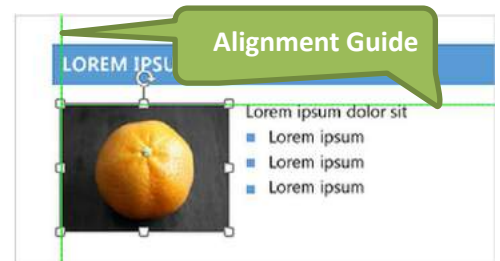 Alignment Guide
LOREM IPSU
Lorem ipsum dolor sit
Lorem ipsum
Lorem ipsum
Lorem ipsum